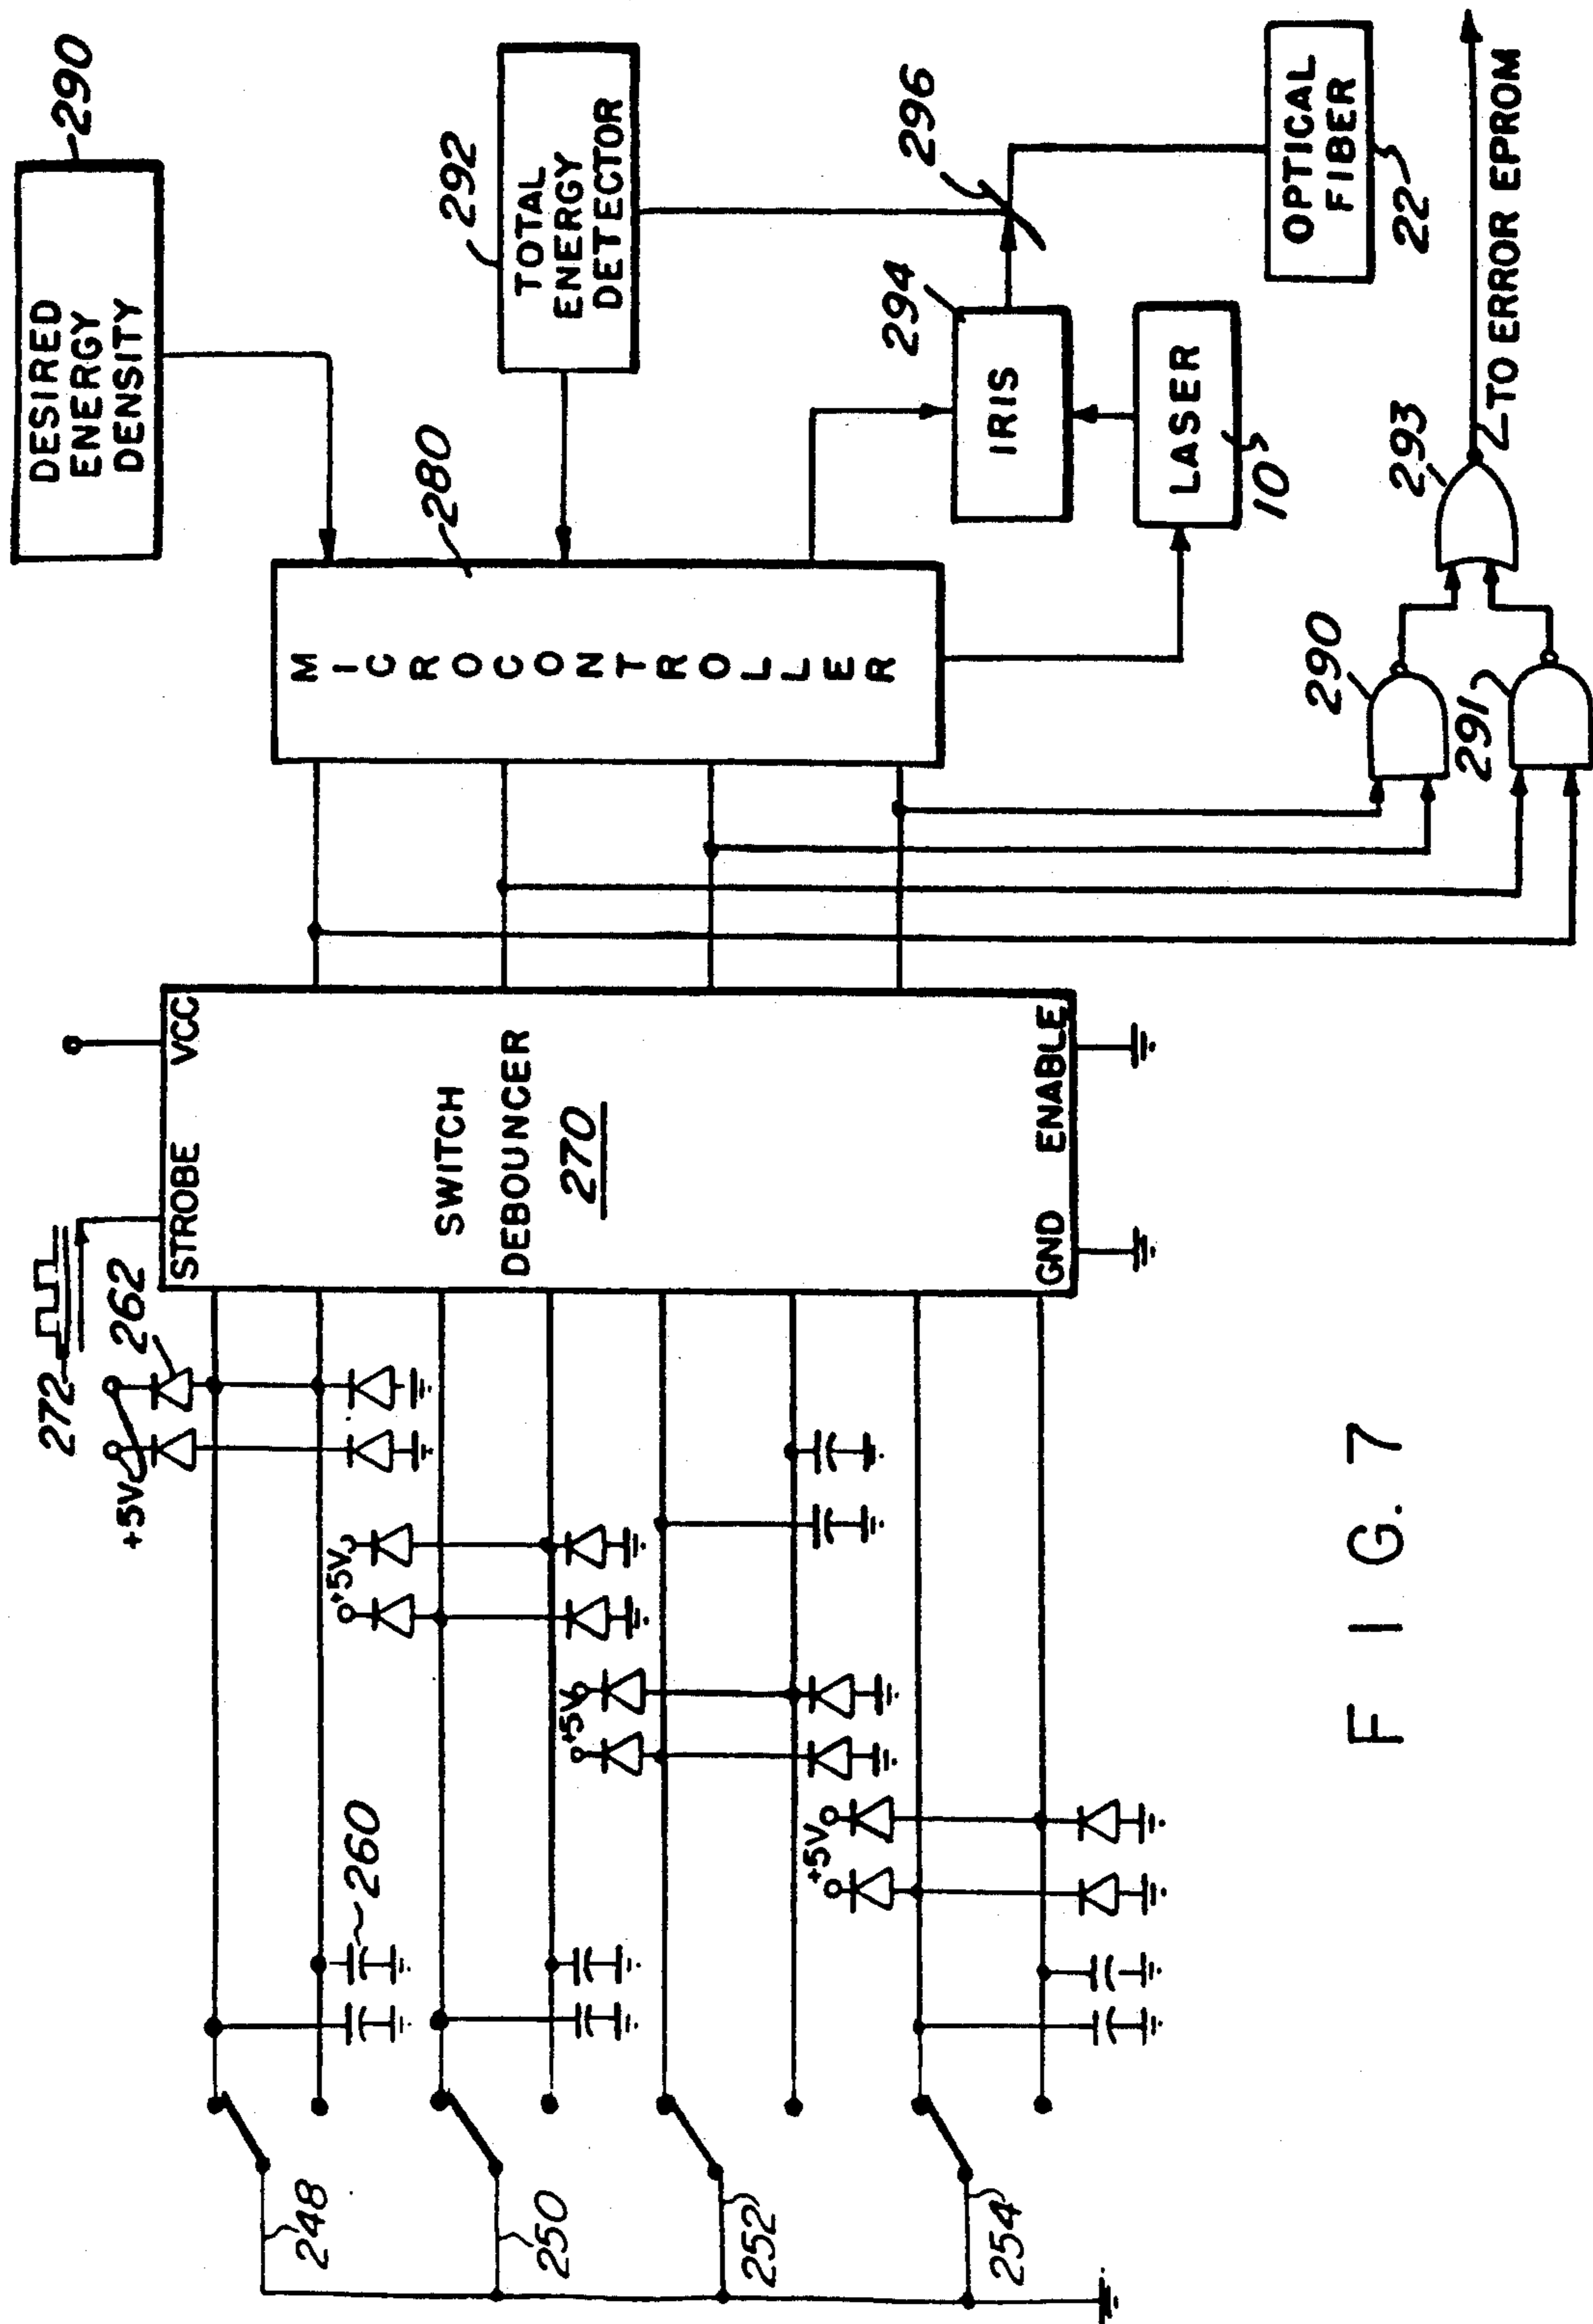 +5V
272
262
STROBE
VCC
SWITCH
DEBOUNCER
270
GND
ENABLE
+5V
+5V
+5V
260
248
250
252
254
MICROCONTROLLER
280
DESIRED
ENERGY
DENSITY
290
TOTAL
ENERGY
DETECTOR
292
IRIS
294
296
LASER
10
OPTICAL
FIBER
22
290
291
293
TO ERROR EPROM
FIG. 7